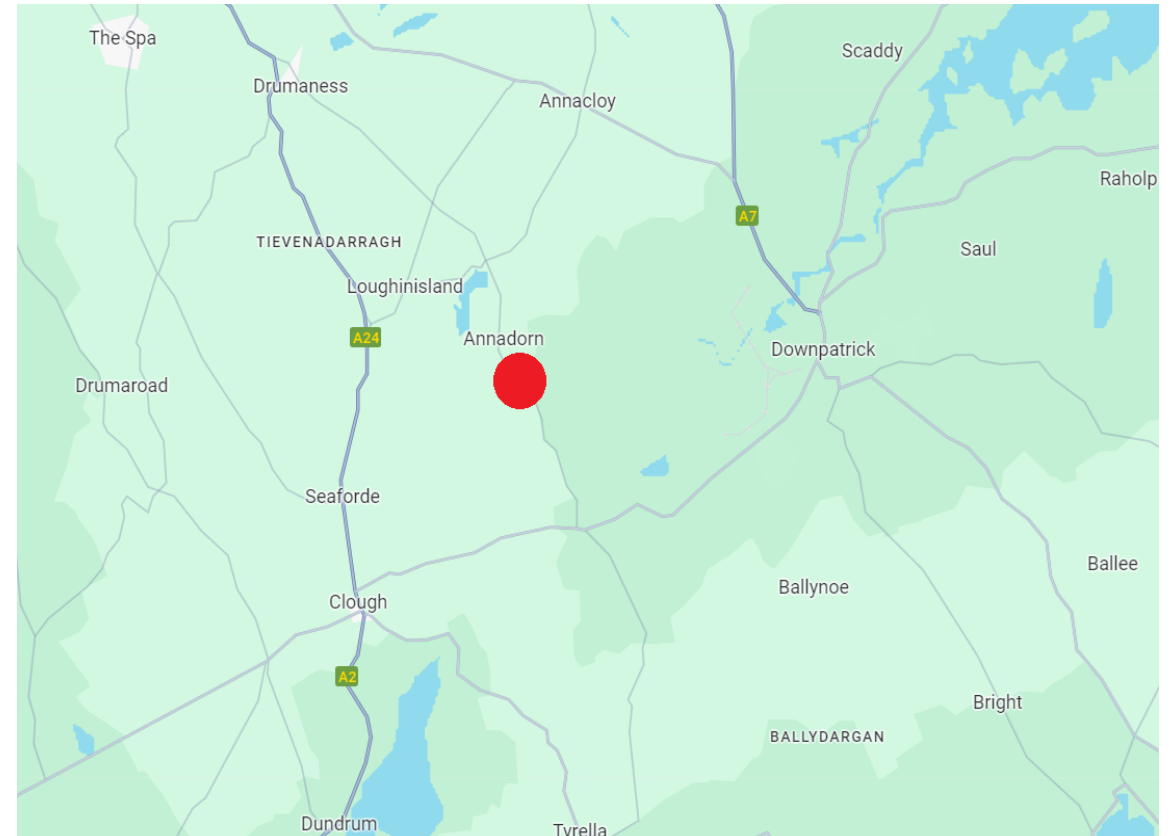 The Spa
Scaddy
Drumaness
Annacloy
Raholp
A7
TIEVENADARRAGH
Saul
Loughinisland
A24
Annadorn
Downpatrick
Drumaroad
Seaforde
Ballee
Ballynoe
Clough
A2
Bright
BALLYDARGAN
Dundrum
Tyrella